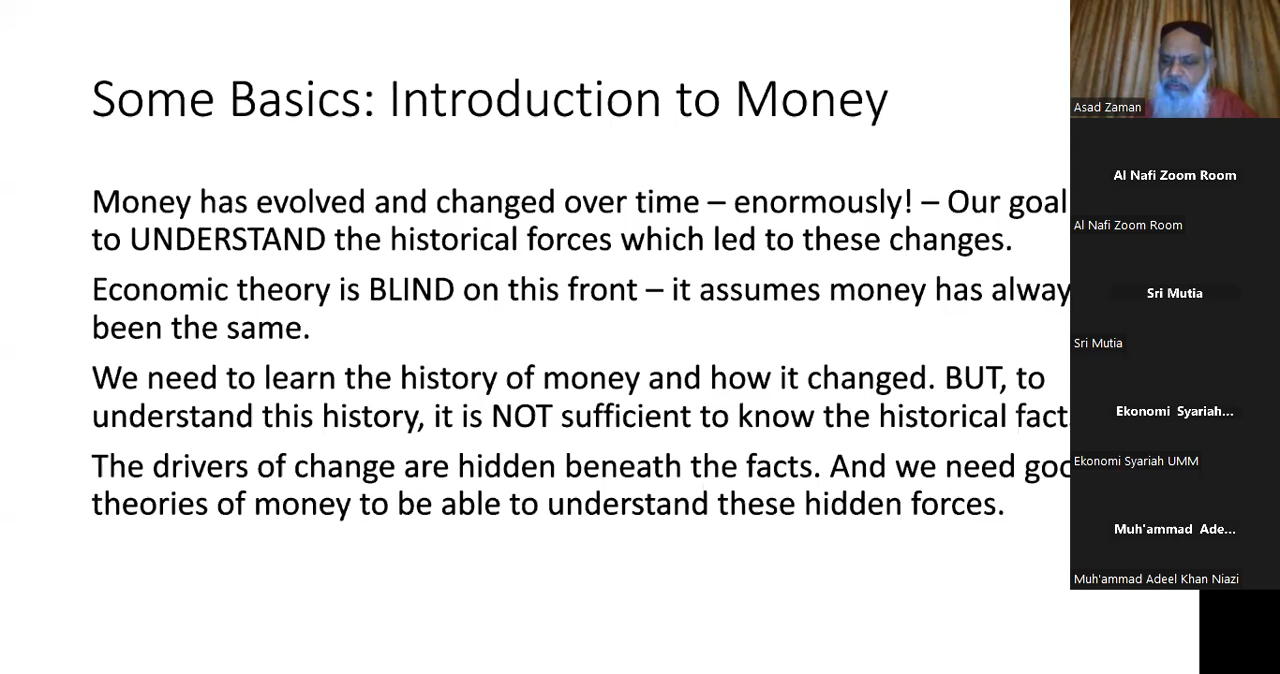 Some Basics: Introduction to Money
Money has evolved and changed over time – enormously! – Our goal
to UNDERSTAND the historical forces which led to these changes.
Economic theory is BLIND on this front – it assumes money has alway
been the same.
We need to learn the history of money and how it changed. BUT, to
understand this history, it is NOT sufficient to know the historical fact
The drivers of change are hidden beneath the facts. And we need goo
theories of money to be able to understand these hidden forces.
Asad Zaman
Al Nafi Zoom Room
Al Nafi Zoom Room
Sri Mutia
Sri Mutia
Ekonomi Syariah...
Ekonomi Syariah UMM
Muh'ammad Ade...
Muh'ammad Adeel Khan Niazi